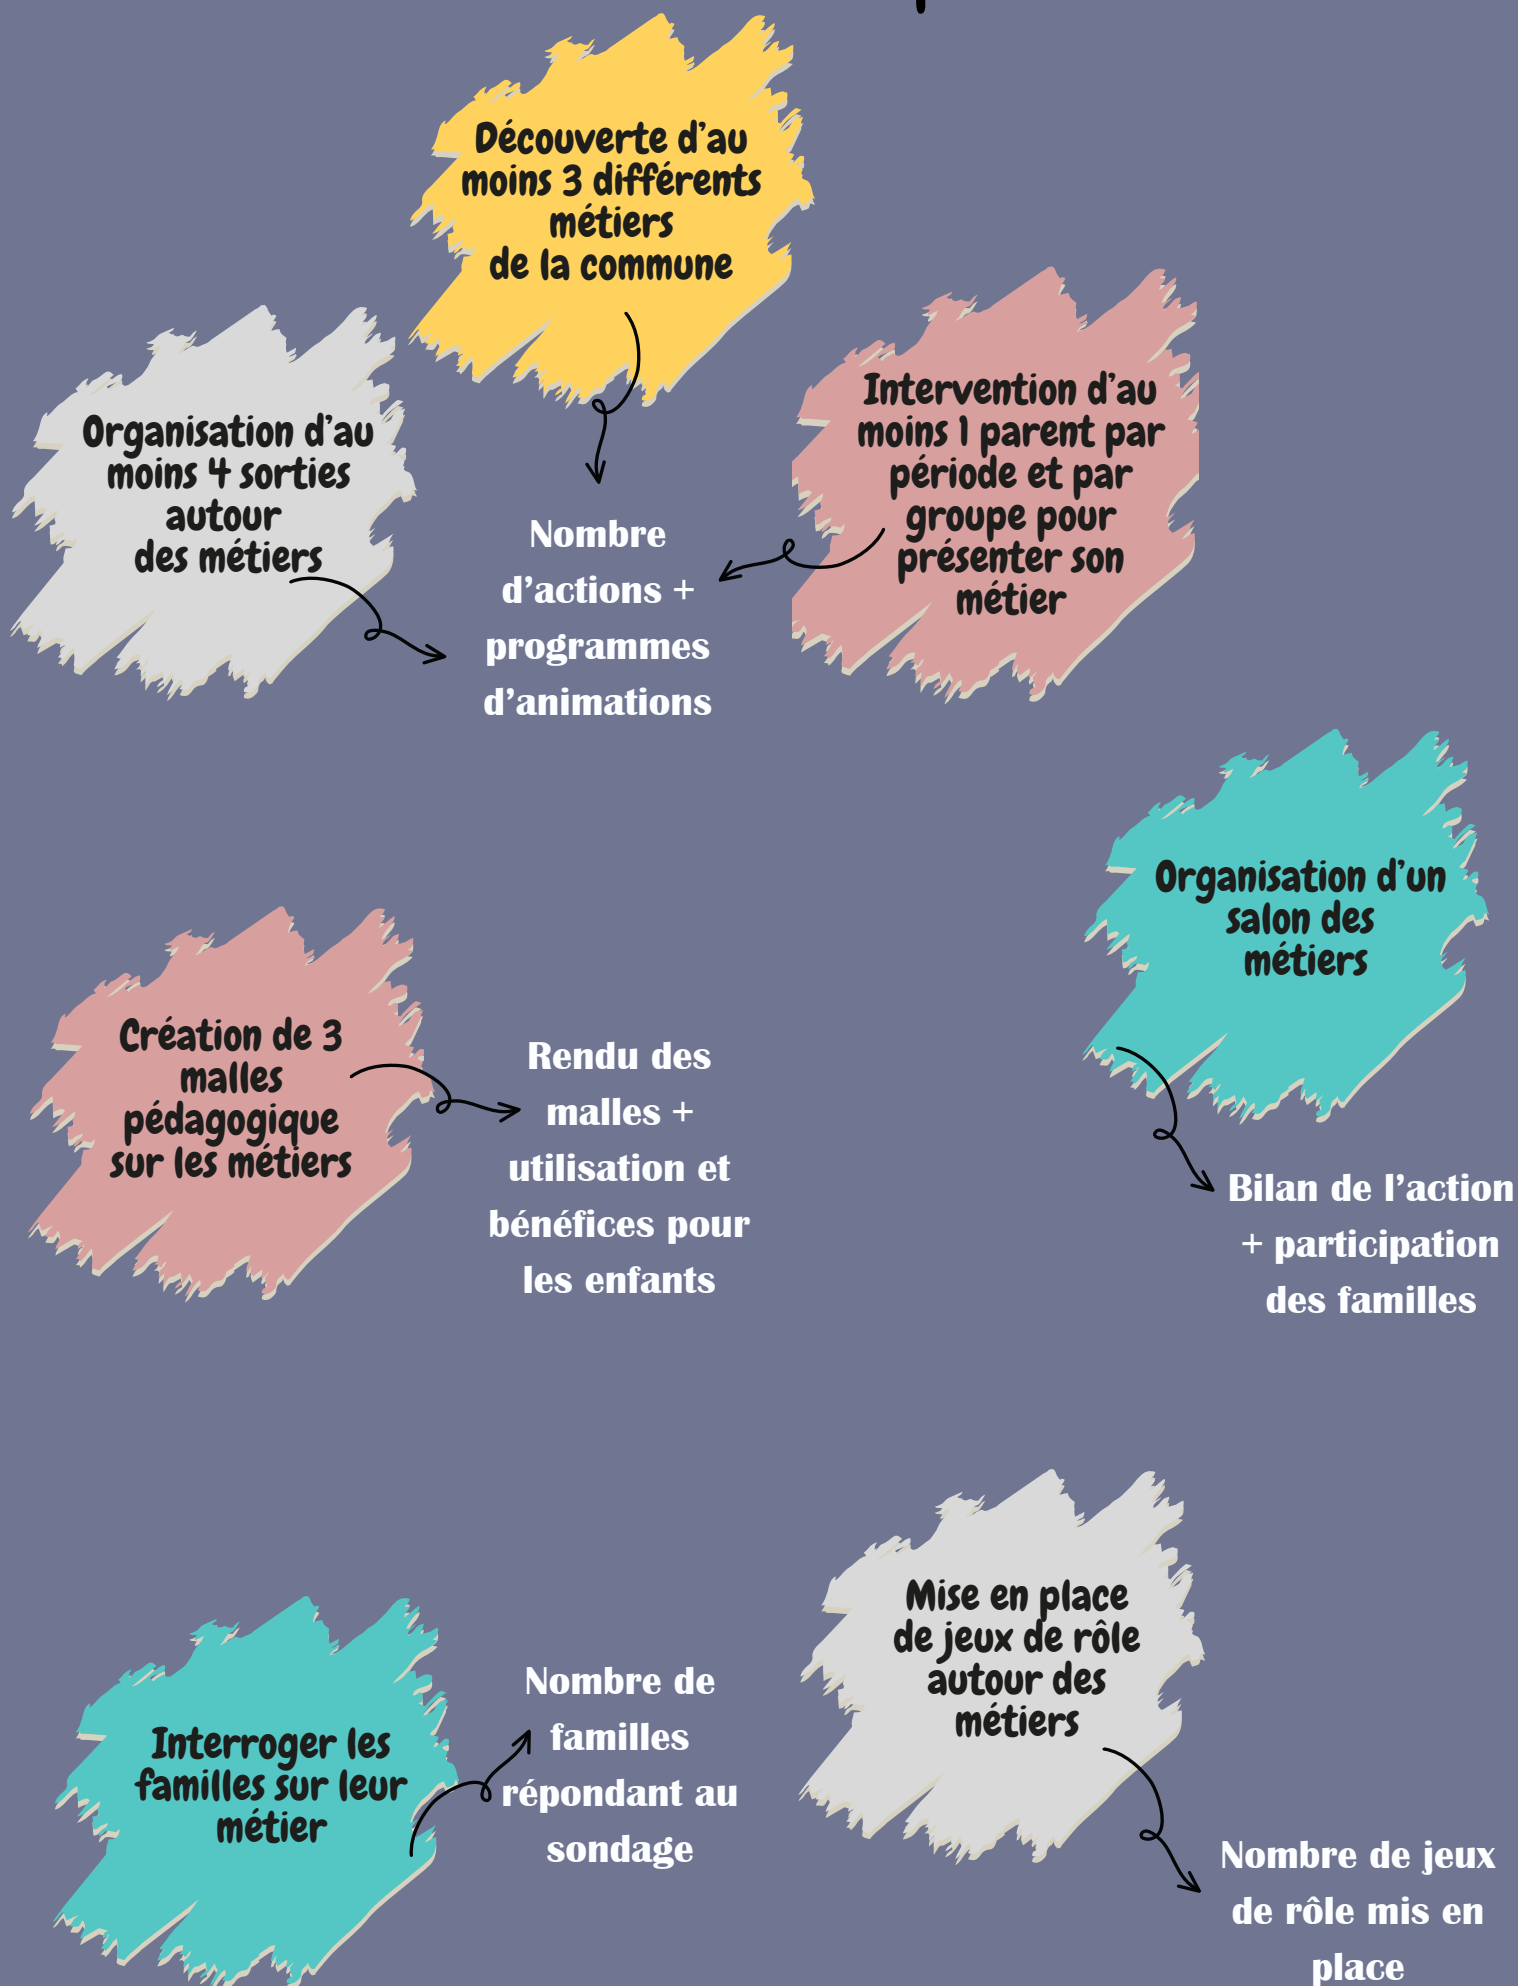 Découverte d'au
moins 3 différents
métiers
de la commune
Organisation d'au
moins 4 sorties
autour
des métiers
Intervention d'au
moins 1 parent par
période et par
groupe pour
présenter son
métier
Nombre
d'actions +
programmes
d'animations
Organisation d'un
salon des
métiers
Création de 3
malles
pédagogique
sur les métiers
Rendu des
malles +
utilisation et
bénéfices pour
les enfants
Bilan de l'action
+ participation
des familles
Mise en place
de jeux de rôle
autour des
métiers
Interroger les
familles sur leur
métier
Nombre de
familles
répondant au
sondage
Nombre de jeux
de rôle mis en
place